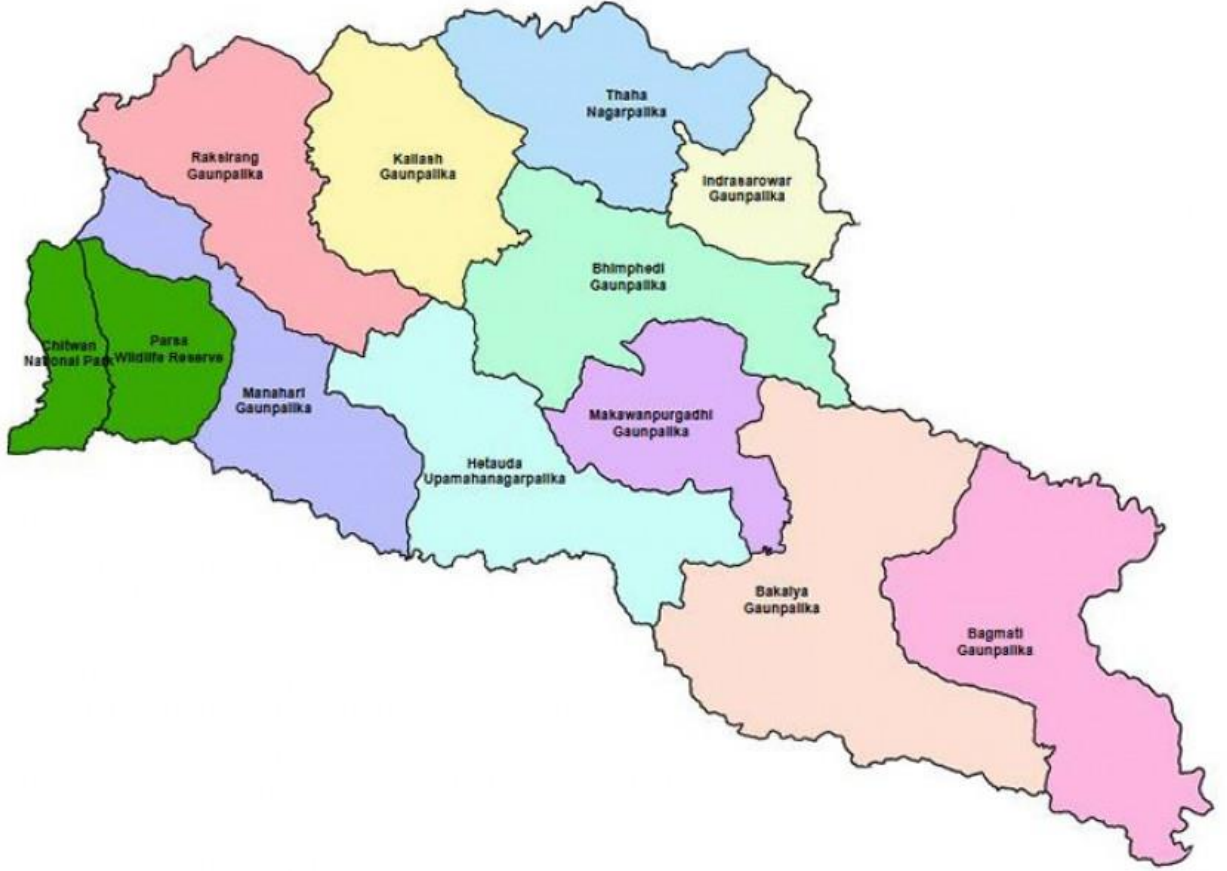 Thaha
Nagarpalika
Raksirang
Gaunpalika
Kailash
Gaunpalika
Indrasarowar
Gaunpalika
Bhimphedi
Gaunpalika
Chitwan
National Park
Parsa
Wildlife Reserve
Manahari
Gaunpalika
Makawanpurgadhi
Gaunpalika
Hetauda
Upamahanagarpalika
Bakaiya
Gaunpalika
Bagmati
Gaunpalika